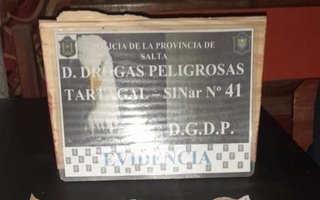 POLICIA DE LA PROVINCIA DE
SALTA
D. DROGAS PELIGROSAS
TARTAGAL - SINar Nº 41
D.G.D.P.
EVIDENCIA